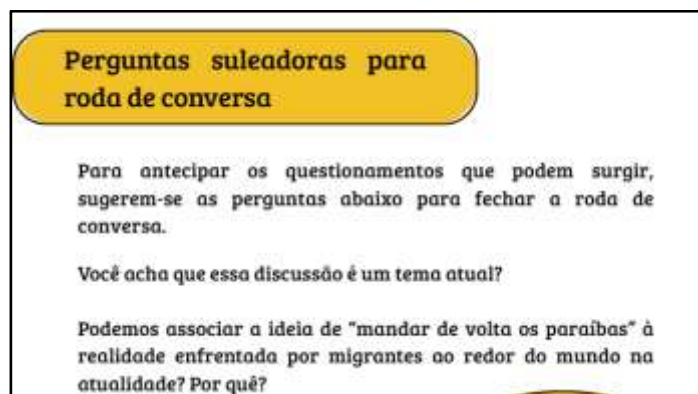 Perguntas suleadoras para
roda de conversa
Para antecipar os questionamentos que podem surgir,
sugerem-se as perguntas abaixo para fechar a roda de
conversa.
Você acha que essa discussão é um tema atual?
Podemos associar a ideia de "mandar de volta os paraíbas" à
realidade enfrentada por migrantes ao redor do mundo na
atualidade? Por quê?